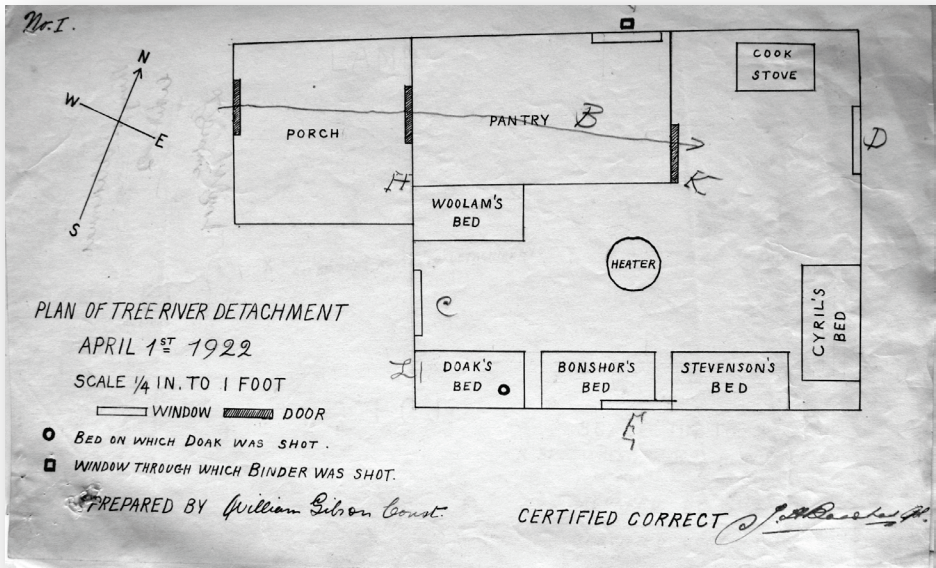 No. I.
N
W
E
S
COOK
STOVE
PORCH
PANTRY
B
D
H
K
WOOLAM'S
BED
HEATER
C
CYRIL'S
BED
PLAN OF TREE RIVER DETACHMENT
APRIL 1ST 1922
SCALE 1/4 IN. TO 1 FOOT
WINDOW DOOR
L
DOAK'S
BED
BONSHOR'S
BED
STEVENSON'S
BED
BED ON WHICH DOAK WAS SHOT.
WINDOW THROUGH WHICH BINDER WAS SHOT.
PREPARED BY William Gibson Const.
CERTIFIED CORRECT